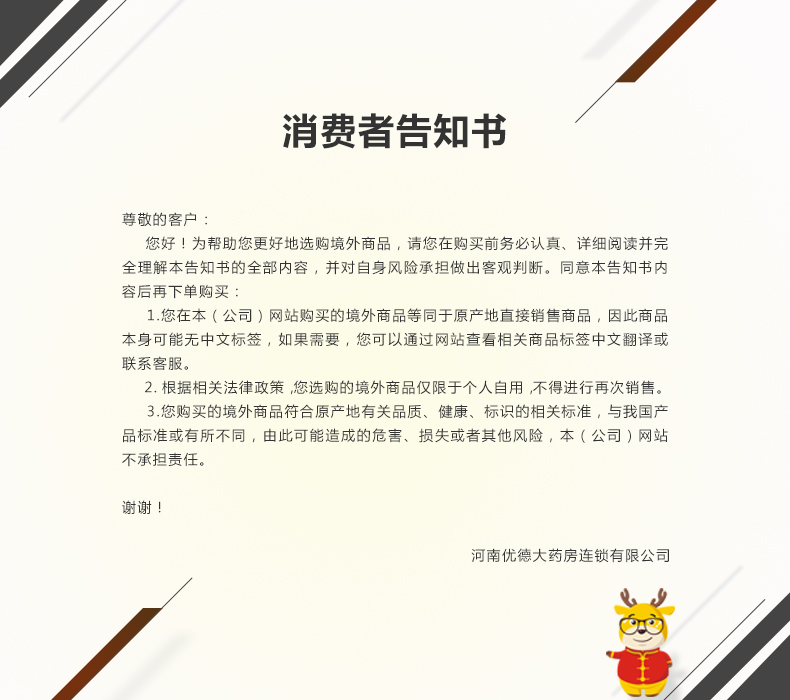 消费者告知书
尊敬的客户：
您好！为帮助您更好地选购境外商品，请您在购买前务必认真、详细阅读并完
全理解本告知书的全部内容，并对自身风险承担做出客观判断。同意本告知书内
容后再下单购买：
1.您在本（公司）网站购买的境外商品等同于原产地直接销售商品，因此商品
本身可能无中文标签，如果需要，您可以通过网站查看相关商品标签中文翻译或
联系客服。
2. 根据相关法律政策 ,您选购的境外商品仅限于个人自用 ,不得进行再次销售。
3.您购买的境外商品符合原产地有关品质、健康、标识的相关标准，与我国产
品标准或有所不同，由此可能造成的危害、损失或者其他风险，本（公司）网站
不承担责任。
谢谢！
河南优德大药房连锁有限公司